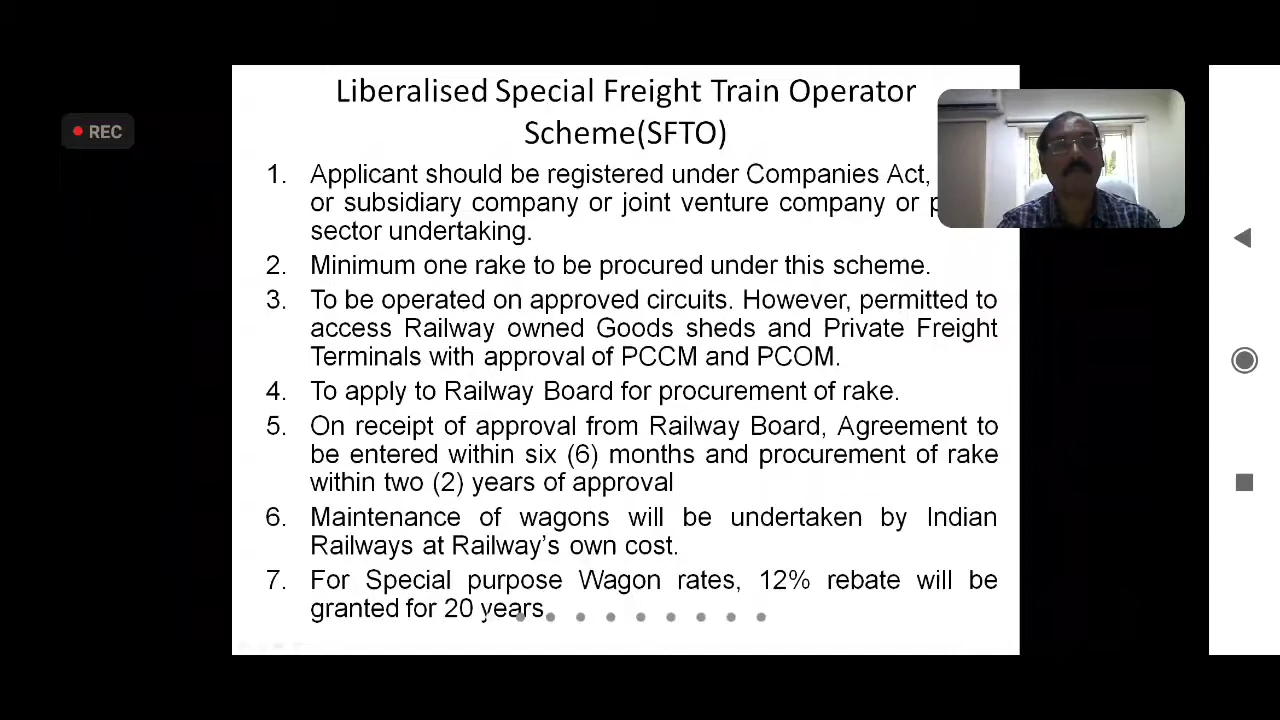 Liberalised Special Freight Train Operator
Scheme(SFTO)
REC
1. Applicant should be registered under Companies Act,
or subsidiary company or joint venture company or
sector undertaking.
2. Minimum one rake to be procured under this scheme.
3. To be operated on approved circuits. However, permitted to
access Railway owned Goods sheds and Private Freight
Terminals with approval of PCCM and PCOM.
4. To apply to Railway Board for procurement of rake.
5. On receipt of approval from Railway Board, Agreement to
be entered within six (6) months and procurement of rake
within two (2) years of approval
6. Maintenance of wagons will be undertaken by Indian
Railways at Railway's own cost.
7. For Special purpose Wagon rates, 12% rebate will be
granted for 20 years.